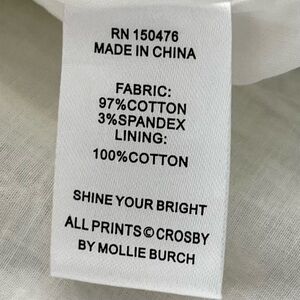 RN 150476
MADE IN CHINA
FABRIC:
97%COTTON
3%SPANDEX
LINING:
100%COTTON
SHINE YOUR BRIGHT
ALL PRINTS © CROSBY
BY MOLLIE BURCH